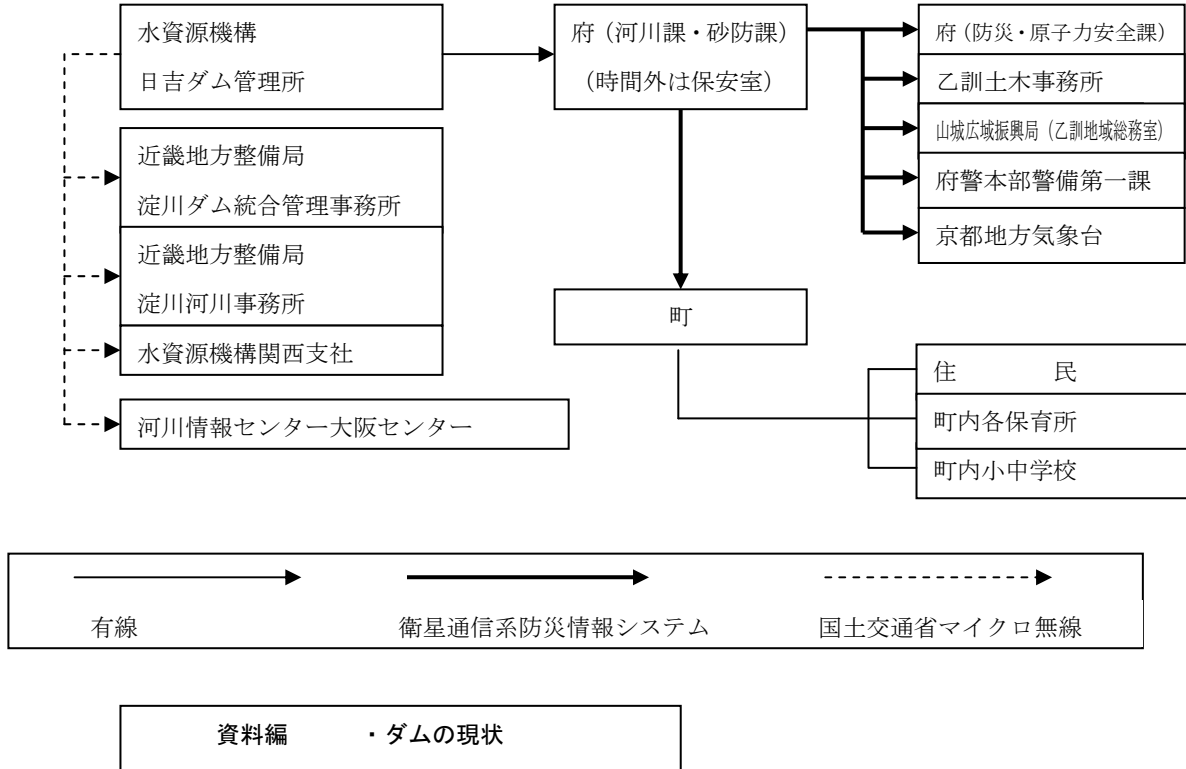 水資源機構
日吉ダム管理所
府（河川課・砂防課）
（時間外は保安室）
府（防災・原子力安全課）
乙訓土木事務所
山城広域振興局（乙訓地域総務室）
府警本部警備第一課
京都地方気象台
近畿地方整備局
淀川ダム統合管理事務所
近畿地方整備局
淀川河川事務所
水資源機構関西支社
河川情報センター大阪センター
町
住　　　民
町内各保育所
町内小中学校
有線
衛星通信系防災情報システム
国土交通省マイクロ無線
資料編　　　・ダムの現状